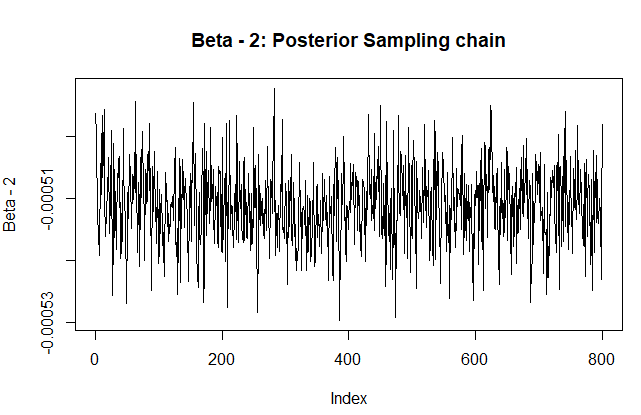 Beta - 2: Posterior Sampling chain
Beta - 2
-0.00051
-0.00053
0
200
400
600
800
Index